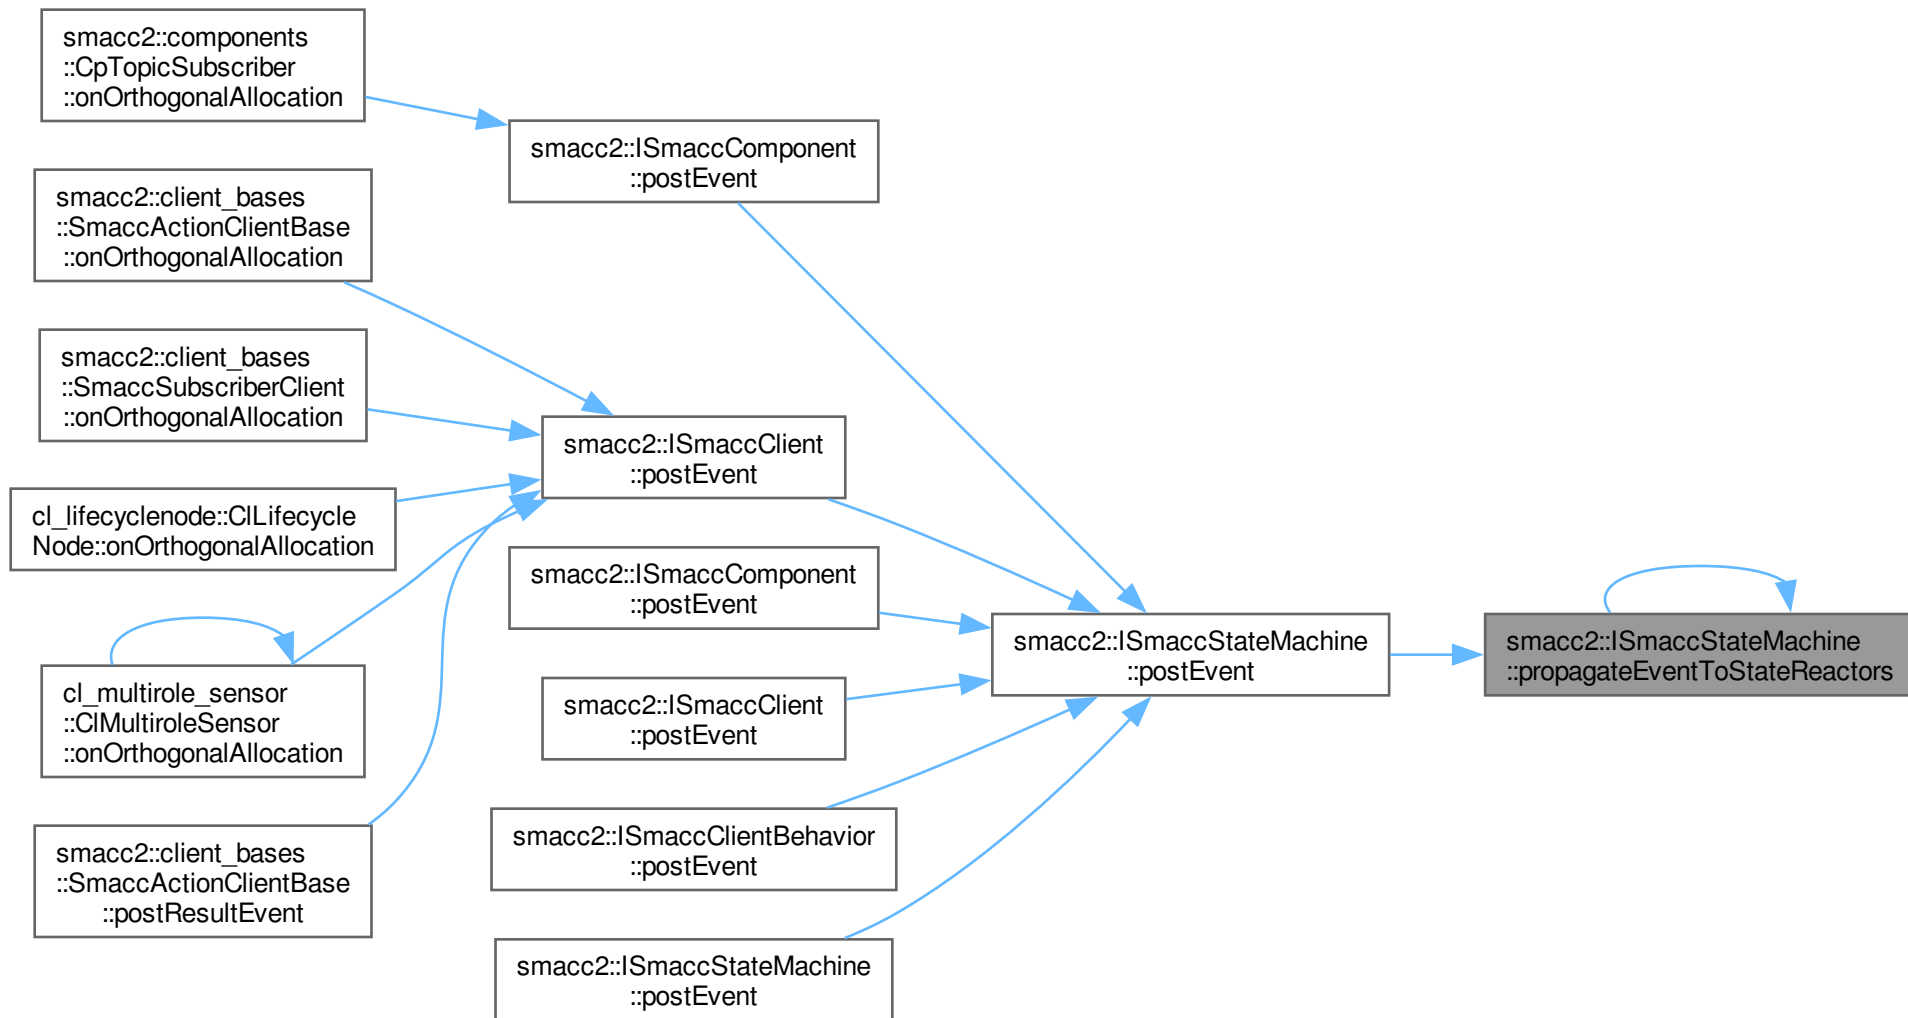 smacc2::components
::CpTopicSubscriber
::onOrthogonalAllocation
smacc2::ISmaccComponent
::postEvent
smacc2::client_bases
::SmaccActionClientBase
::onOrthogonalAllocation
smacc2::client_bases
::SmaccSubscriberClient
::onOrthogonalAllocation
smacc2::ISmaccClient
::postEvent
cl_lifecyclenode::ClLifecycle
Node::onOrthogonalAllocation
smacc2::ISmaccComponent
::postEvent
smacc2::ISmaccStateMachine
::postEvent
smacc2::ISmaccStateMachine
::propagateEventToStateReactors
cl_multirole_sensor
::ClMultiroleSensor
::onOrthogonalAllocation
smacc2::ISmaccClient
::postEvent
smacc2::ISmaccClientBehavior
::postEvent
smacc2::client_bases
::SmaccActionClientBase
::postResultEvent
smacc2::ISmaccStateMachine
::postEvent